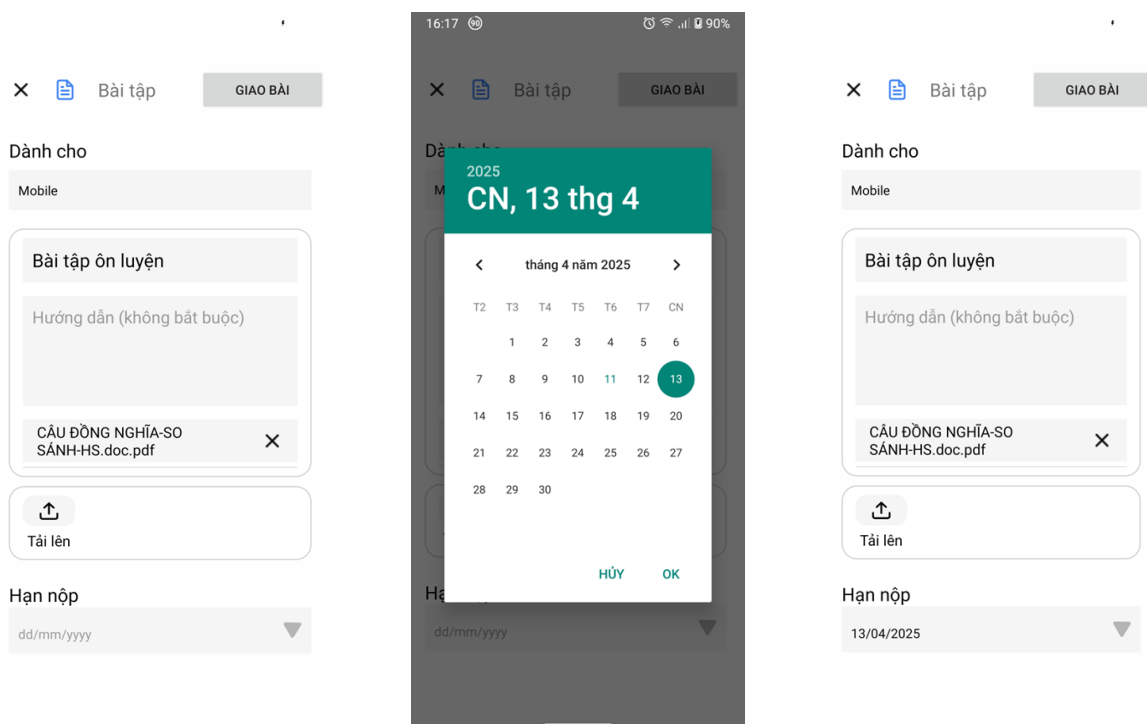 Bài tập
GIAO BÀI
Dành cho
Mobile
Bài tập ôn luyện
Hướng dẫn (không bắt buộc)
CÂU ĐỒNG NGHĨA-SO
SÁNH-HS.doc.pdf
Tải lên
Hạn nộp
dd/mm/yyyy
16:17 90 90%
Bài tập
GIAO BÀI
2025
CN, 13 thg 4
tháng 4 năm 2025
T2 T3 T4 T5 T6 T7 CN
1 2 3 4 5 6
7 8 9 10 11 12 13
14 15 16 17 18 19 20
21 22 23 24 25 26 27
28 29 30
HỦY OK
dd/mm/yyyy
Bài tập
GIAO BÀI
Dành cho
Mobile
Bài tập ôn luyện
Hướng dẫn (không bắt buộc)
CÂU ĐỒNG NGHĨA-SO
SÁNH-HS.doc.pdf
Tải lên
Hạn nộp
13/04/2025